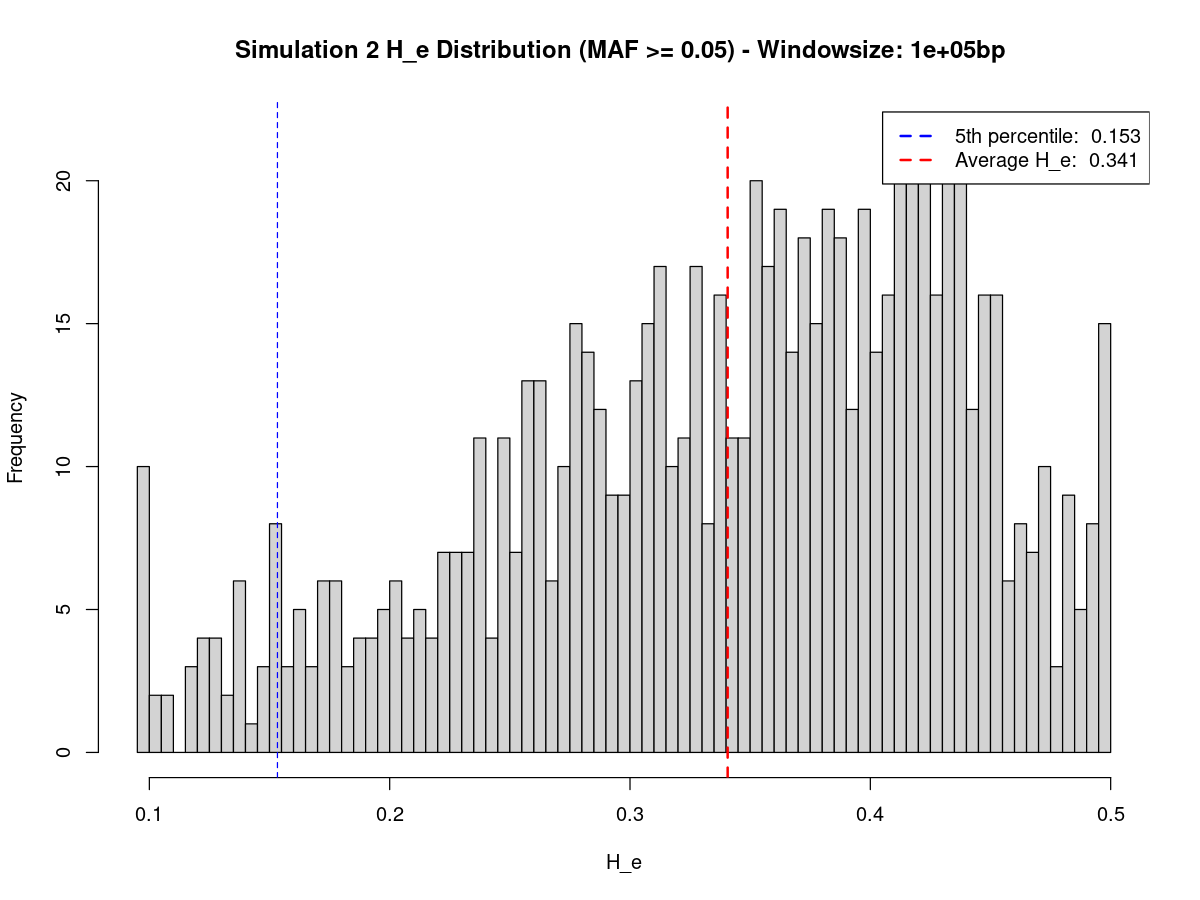 Simulation 2 H_e Distribution (MAF >= 0.05) - Windowsize: 1e+05bp
5th percentile: 0.153
Average H_e: 0.341
Frequency
20
15
10
5
0
0.1 0.2 0.3 0.4 0.5
H_e